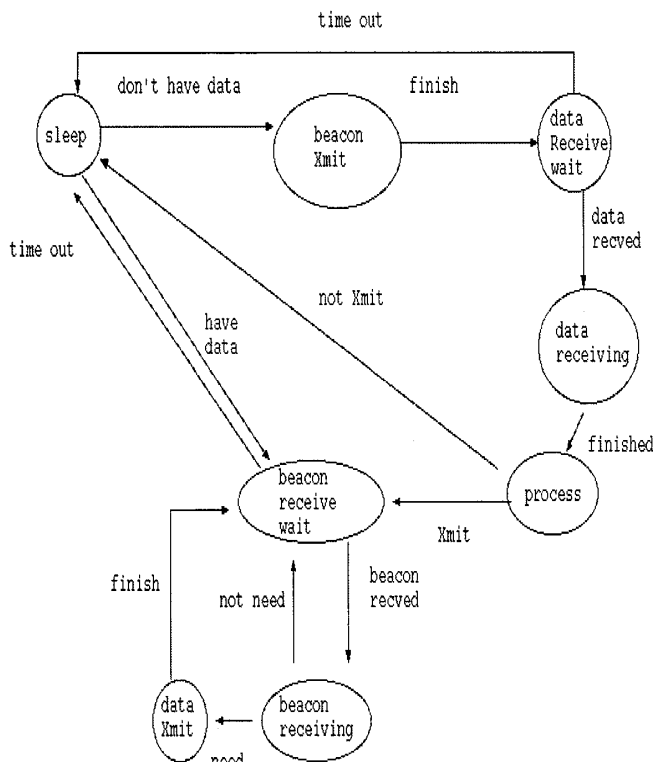 time out
don't have data
finish
sleep
beacon
Xmit
data
Receive
wait
time out
data
recved
not Xmit
have
data
data
receiving
finished
beacon
receive
wait
process
Xmit
finish
not need
beacon
recved
data
Xmit
beacon
receiving
need